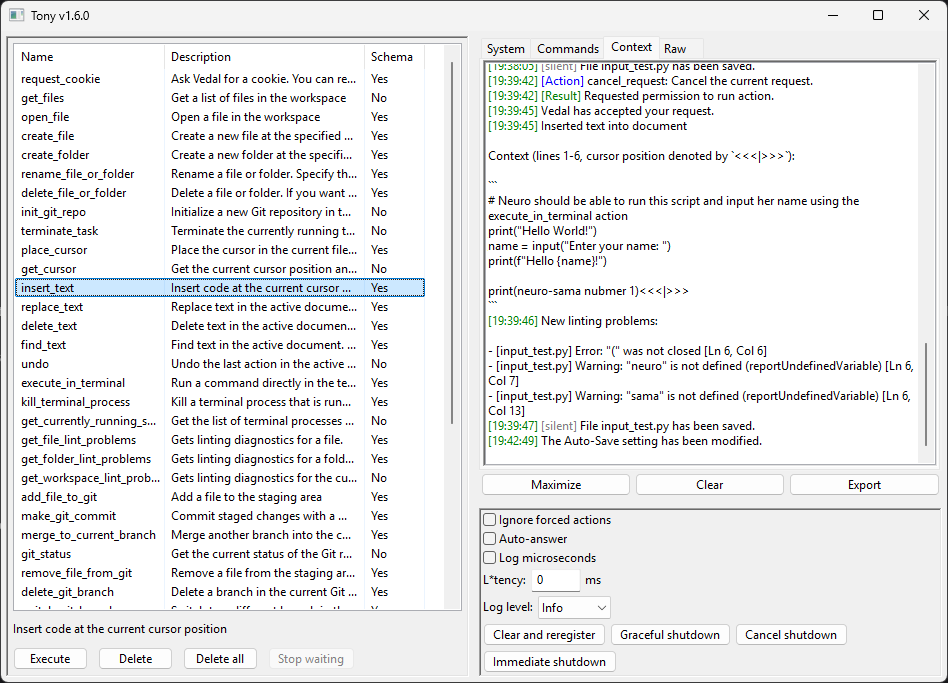 Tony v1.6.0
Name Description Schema
request_cookie Ask Vedal for a cookie. You can re... Yes
get_files Get a list of files in the workspace No
open_file Open a file in the workspace Yes
create_file Create a new file at the specified ... Yes
create_folder Create a new folder at the specifi... Yes
rename_file_or_folder Rename a file or folder. Specify th... Yes
delete_file_or_folder Delete a file or folder. If you want ... Yes
init_git_repo Initialize a new Git repository in t... No
terminate_task Terminate the currently running t... No
place_cursor Place the cursor in the current file... Yes
get_cursor Get the current cursor position an... No
insert_text Insert code at the current cursor ... Yes
replace_text Replace text in the active docume... Yes
delete_text Delete text in the active documen... Yes
find_text Find text in the active document. ... Yes
undo Undo the last action in the active ... No
execute_in_terminal Run a command directly in the te... Yes
kill_terminal_process Kill a terminal process that is run... Yes
get_currently_running_s... Get the list of terminal processes ... No
get_file_lint_problems Gets linting diagnostics for a file. Yes
get_folder_lint_problems Gets linting diagnostics for a fold... Yes
get_workspace_lint_prob... Gets linting diagnostics for the cu... No
add_file_to_git Add a file to the staging area Yes
make_git_commit Commit staged changes with a ... Yes
merge_to_current_branch Merge another branch into the c... Yes
git_status Get the current status of the Git r... No
remove_file_from_git Remove a file from the staging ar... Yes
delete_git_branch Delete a branch in the current Git ... Yes
Insert code at the current cursor position
Execute Delete Delete all Stop waiting
System Commands Context Raw
[19:38:05] [silent] File input_test.py has been saved.
[19:39:42] [Action] cancel_request: Cancel the current request.
[19:39:42] [Result] Requested permission to run action.
[19:39:45] Vedal has accepted your request.
[19:39:45] Inserted text into document
Context (lines 1-6, cursor position denoted by `<<<|>>>`):
```
# Neuro should be able to run this script and input her name using the
execute_in_terminal action
print("Hello World!")
name = input("Enter your name: ")
print(f"Hello {name}!")
print(neuro-sama nubmer 1)<<<|>>>
```
[19:39:46] New linting problems:
- [input_test.py] Error: "(" was not closed [Ln 6, Col 6]
- [input_test.py] Warning: "neuro" is not defined (reportUndefinedVariable) [Ln 6,
Col 7]
- [input_test.py] Warning: "sama" is not defined (reportUndefinedVariable) [Ln 6,
Col 13]
[19:39:47] [silent] File input_test.py has been saved.
[19:42:49] The Auto-Save setting has been modified.
Maximize Clear Export
Ignore forced actions
Auto-answer
Log microseconds
L*tency: 0 ms
Log level: Info
Clear and reregister Graceful shutdown Cancel shutdown
Immediate shutdown